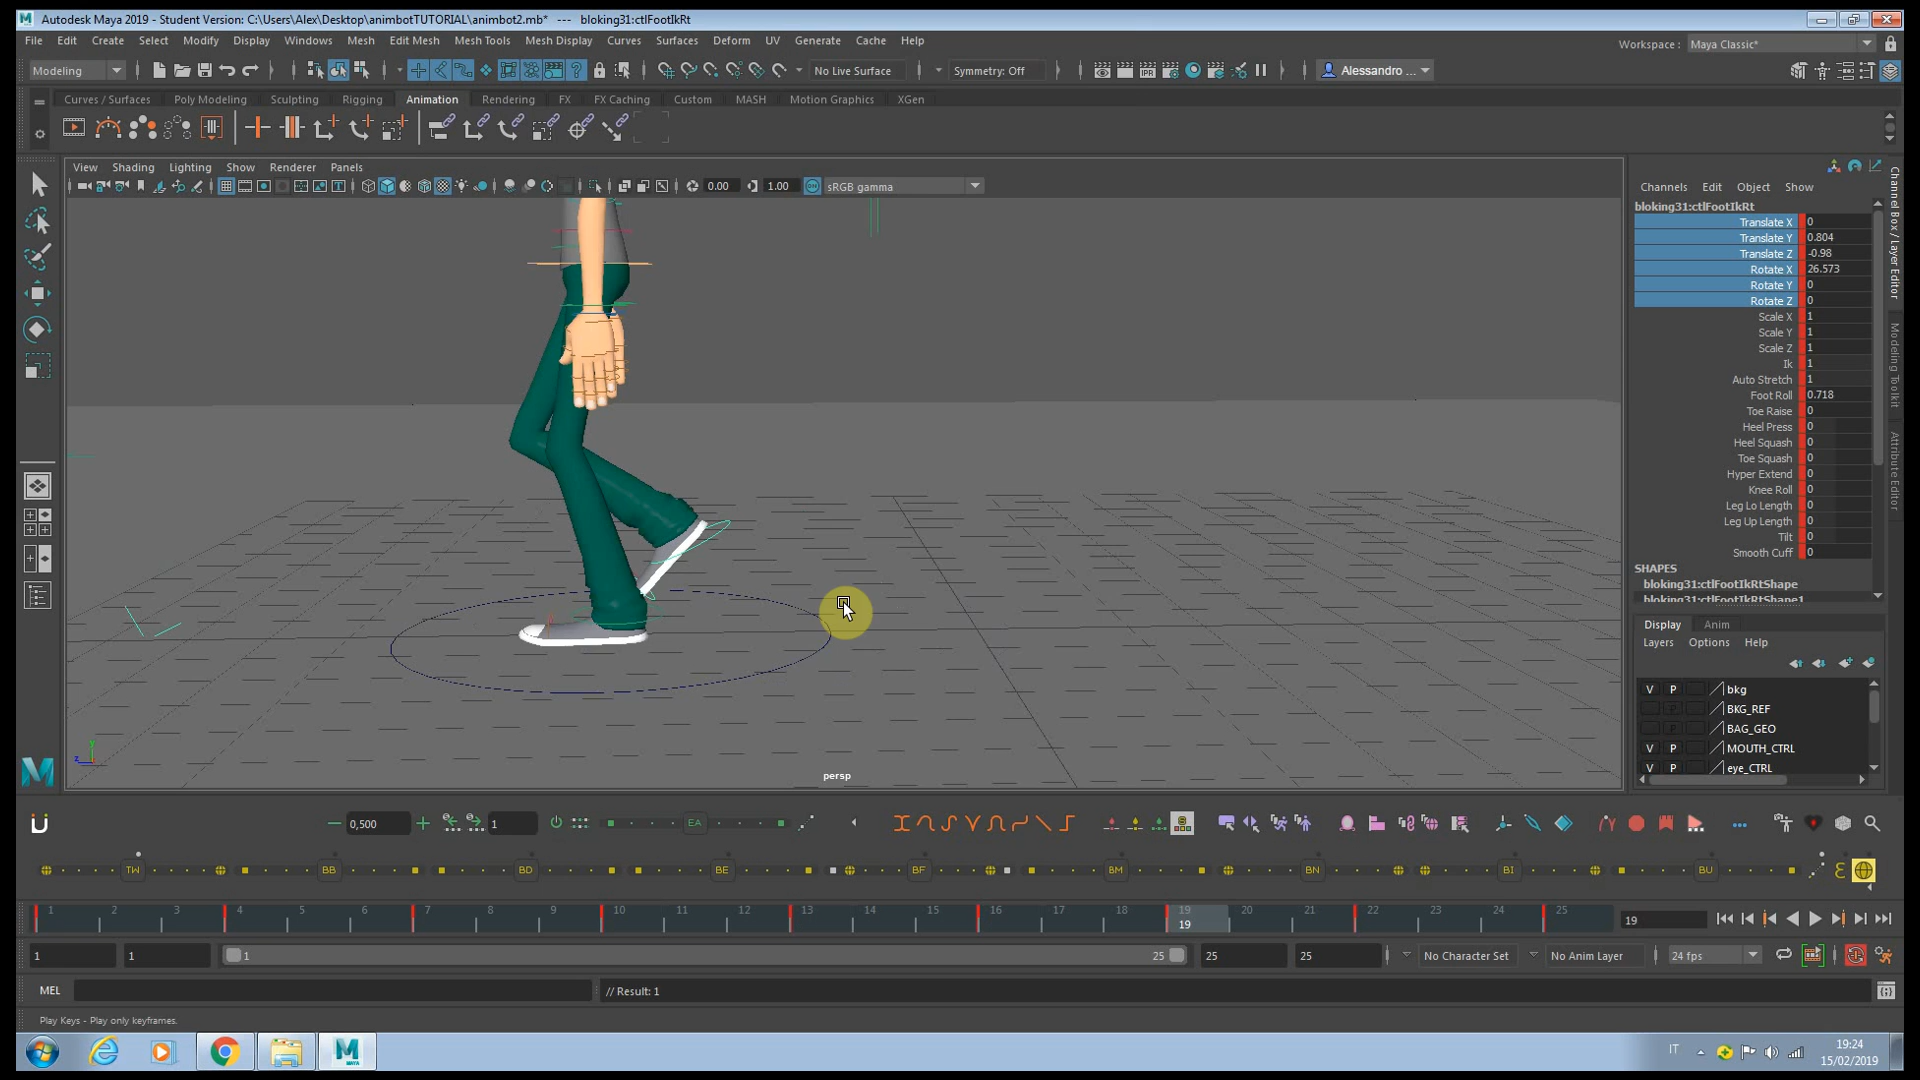 Autodesk Maya 2019 - Student Version: C:\Users\Alex\Desktop\animbotTUTORIAL\animbot2.mb* --- bloking31:ctlFootIkRt
File Edit Create Select Modify Display Windows Mesh Edit Mesh Mesh Tools Mesh Display Curves Surfaces Deform UV Generate Cache Help
Workspace : Maya Classic*
Modeling No Live Surface Symmetry: Off Alessandro ...
Curves / Surfaces Poly Modeling Sculpting Rigging Animation Rendering FX FX Caching Custom MASH Motion Graphics XGen
View Shading Lighting Show Renderer Panels
0.00 1.00 sRGB gamma
persp
Channels Edit Object Show
bloking31:ctlFootIkRt
Translate X 0
Translate Y 0.804
Translate Z -0.98
Rotate X 26.573
Rotate Y 0
Rotate Z 0
Scale X 1
Scale Y 1
Scale Z 1
Ik 1
Auto Stretch 1
Foot Roll 0.718
Toe Raise 0
Heel Press 0
Heel Squash 0
Toe Squash 0
Hyper Extend 0
Knee Roll 0
Leg Lo Length 0
Leg Up Length 0
Tilt 0
Smooth Cuff 0
SHAPES
bloking31:ctlFootIkRtShape
bloking31:ctlFootIkRtShape1
Display Anim
Layers Options Help
V P bkg
BKG_REF
BAG_GEO
V P MOUTH_CTRL
V P eye_CTRL
Channel Box / Layer Editor
Modeling Toolkit
Attribute Editor
0,500 1 EA
TW BB BD BE BF BM BN BI BU
1 2 3 4 5 6 7 8 9 10 11 12 13 14 15 16 17 18 19 20 21 22 23 24 25
19 19
1 1 1 25 25 25 No Character Set No Anim Layer 24 fps
MEL // Result: 1
Play Keys - Play only keyframes.
IT 19:24
15/02/2019